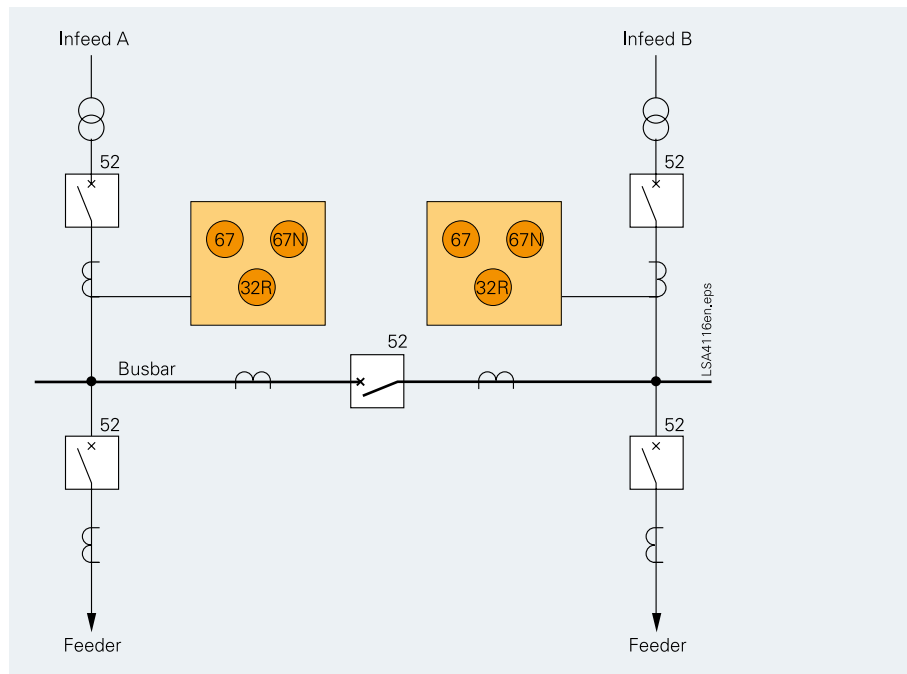 Infeed A
Infeed B
52
52
67
67N
32R
67
67N
32R
LSA4116en.eps
52
Busbar
52
52
Feeder
Feeder